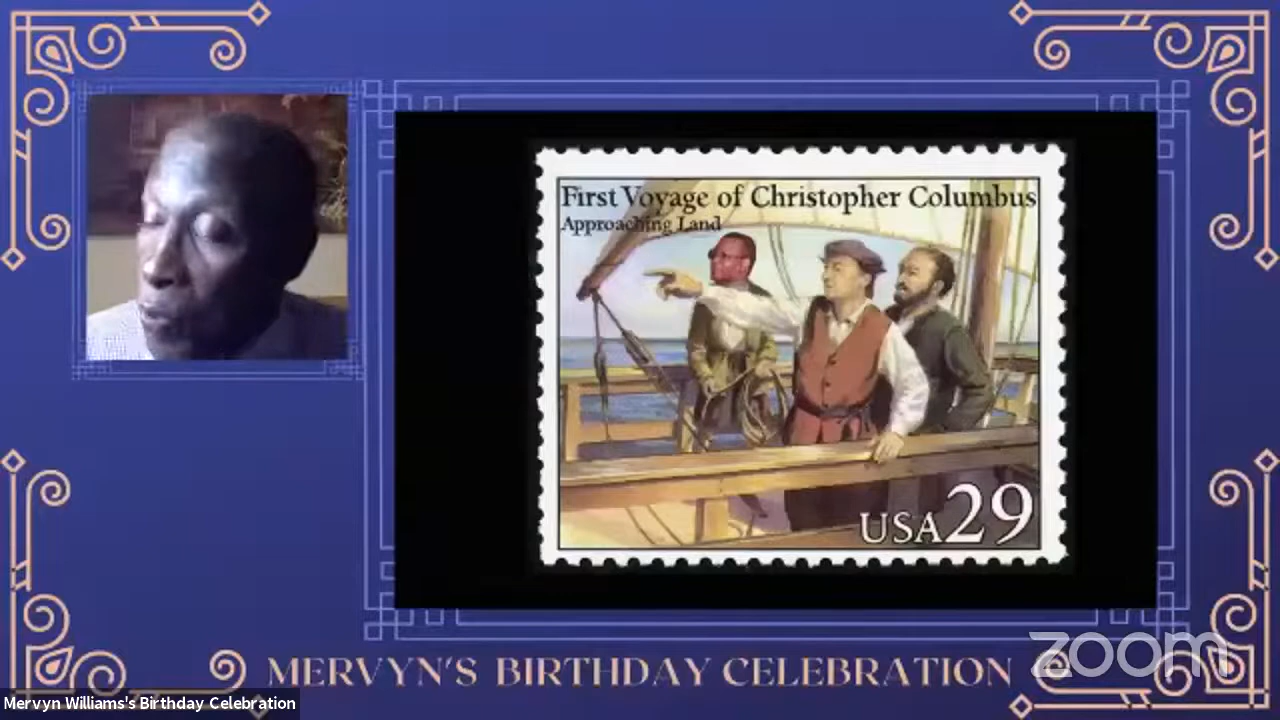 First Voyage of Christopher Columbus
Approaching Land
USA29
MERVYN'S BIRTHDAY CELEBRATION
zoom
Mervyn Williams's Birthday Celebration